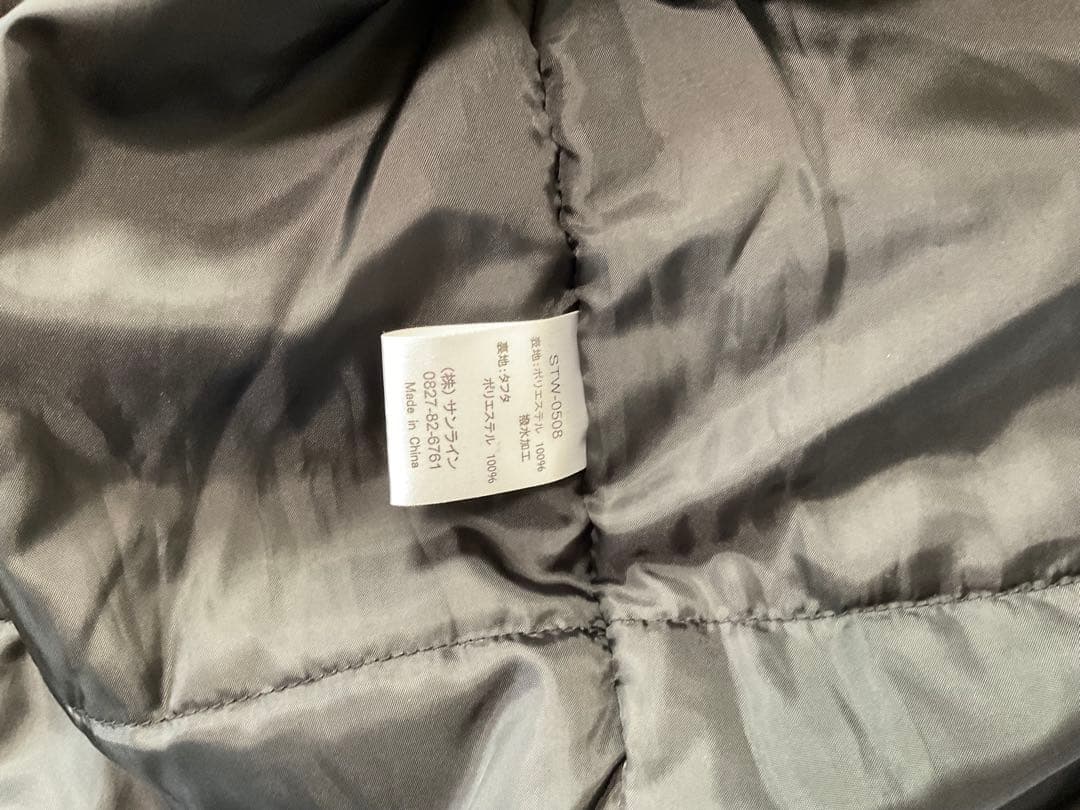 STW-0508
表地:ポリエステル 100%
撥水加工
裏地:タフタ
ポリエステル 100%
(株)サンライン
0827-82-6761
Made in China